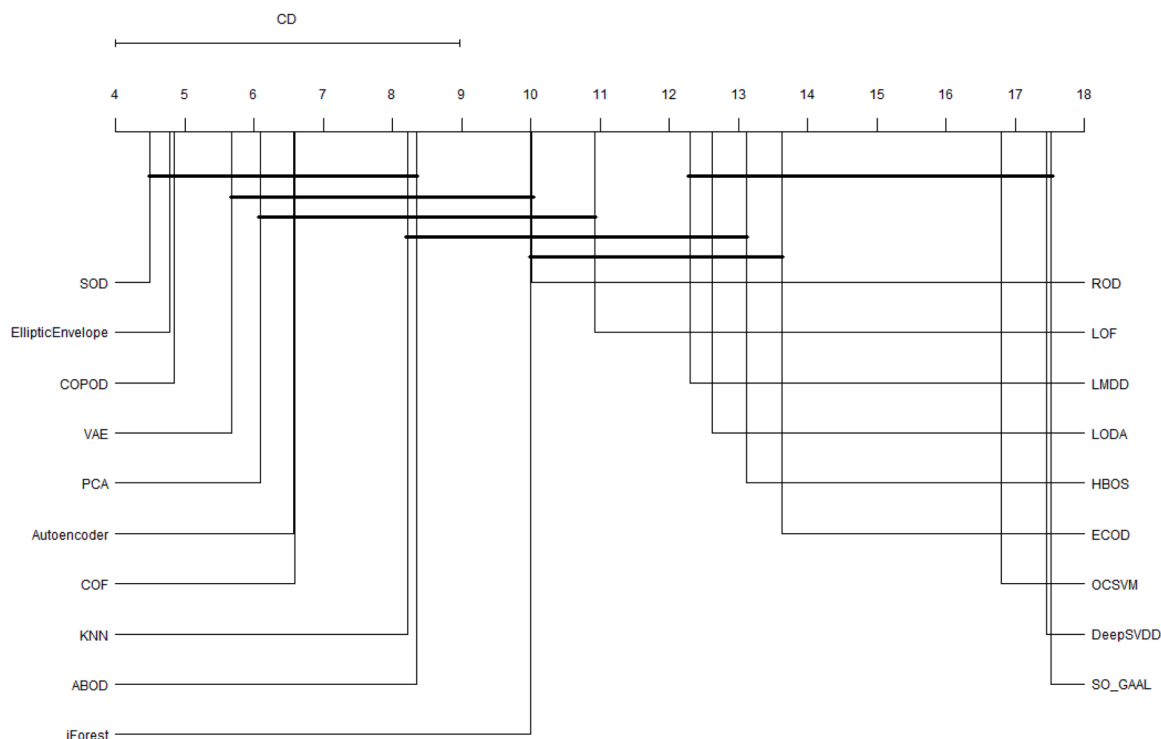 CD
4 5 6 7 8 9 10 11 12 13 14 15 16 17 18
SOD ROD
EllipticEnvelope LOF
COPOD LMDD
VAE LODA
PCA HBOS
Autoencoder ECOD
COF OCSVM
KNN DeepSVDD
ABOD SO_GAAL
iForest